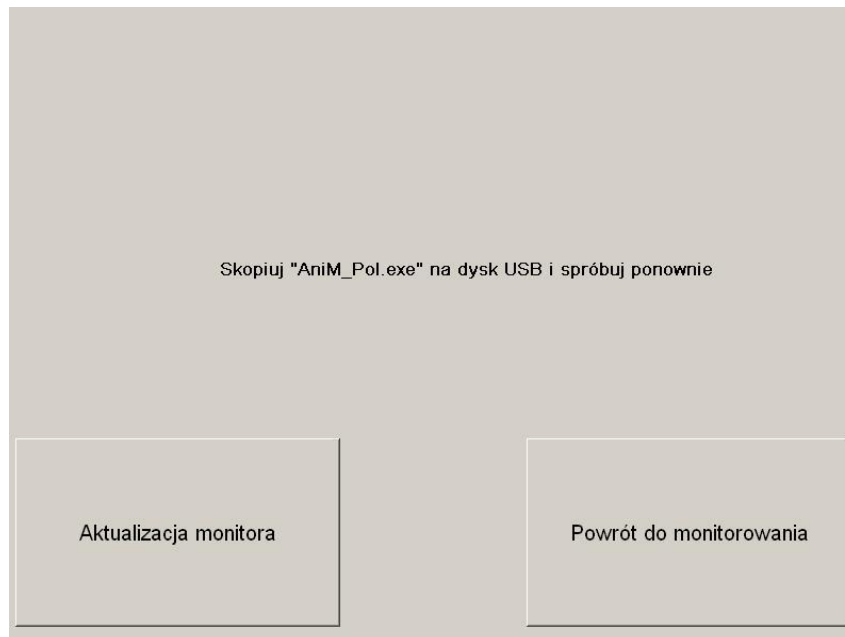 Skopiuj "AniM_Pol.exe" na dysk USB i spróbuj ponownie
Aktualizacja monitora
Powrót do monitorowania